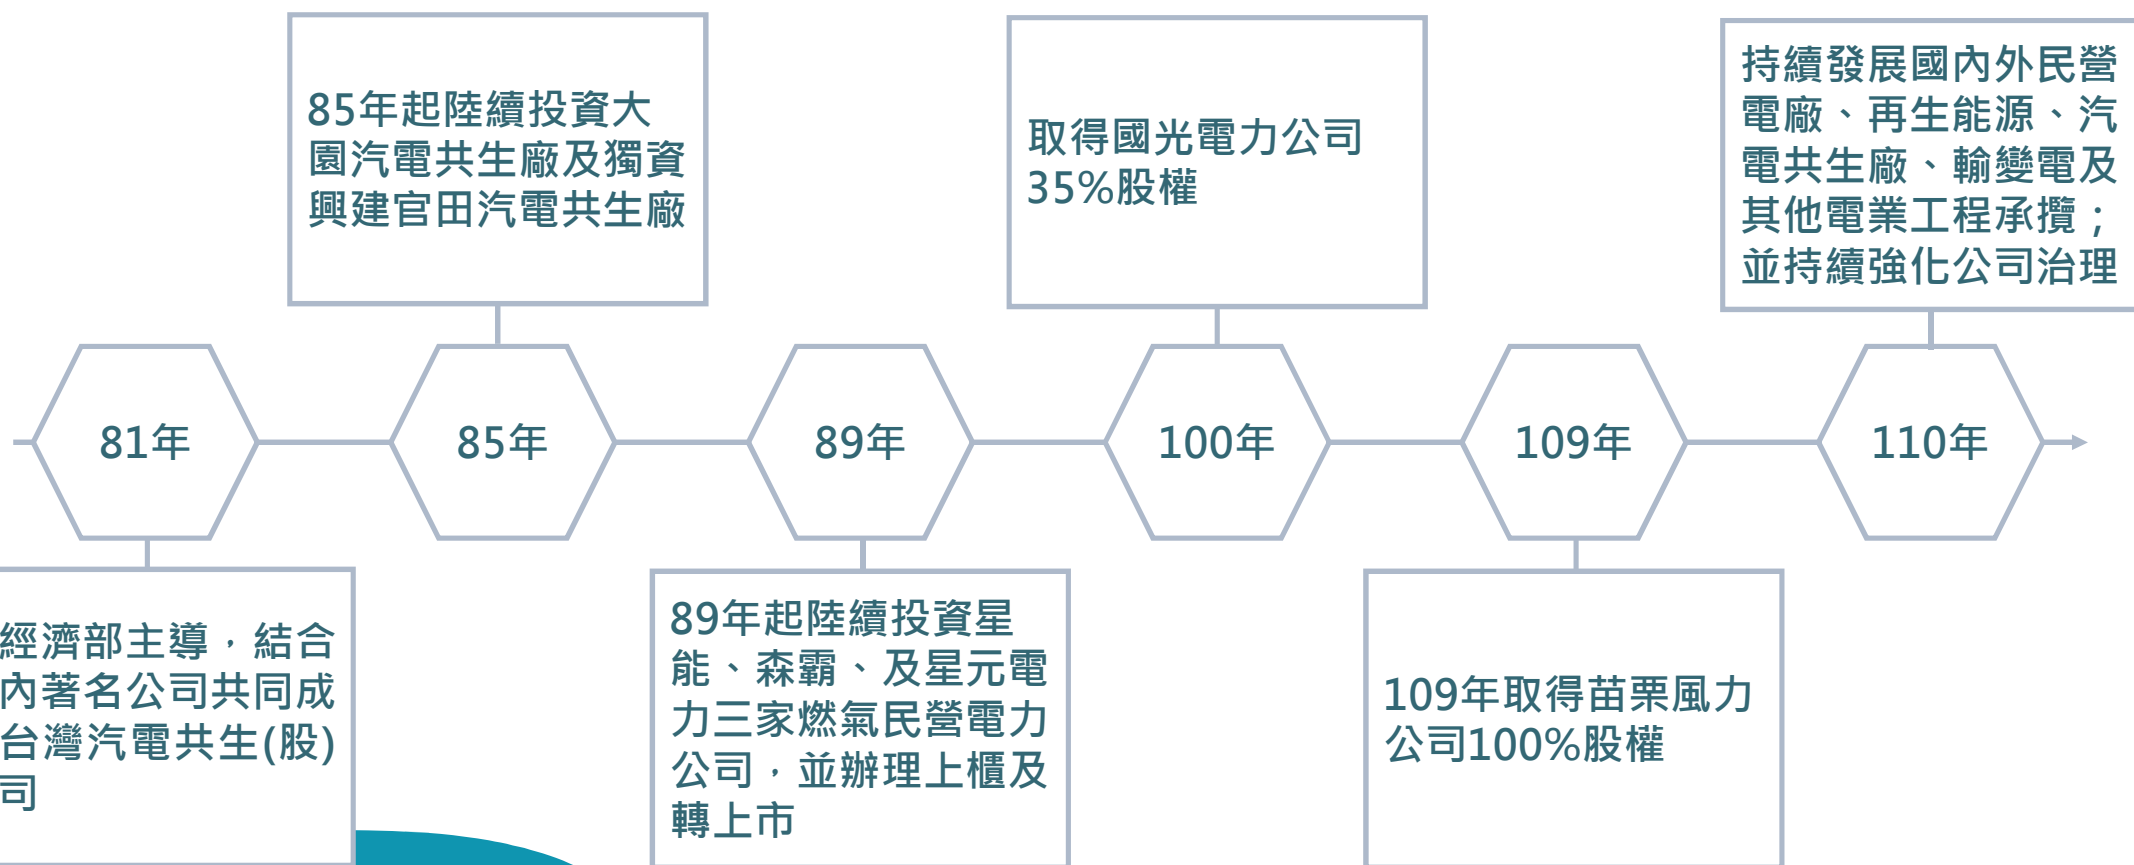 85年起陸續投資大
園汽電共生廠及獨資
興建官田汽電共生廠
取得國光電力公司
35%股權
持續發展國內外民營
電廠、再生能源、汽
電共生廠、輸變電及
其他電業工程承攬；
並持續強化公司治理
81年
85年
89年
100年
109年
110年
經濟部主導，結合
內著名公司共同成
台灣汽電共生(股)
司
89年起陸續投資星
能、森霸、及星元電
力三家燃氣民營電力
公司，並辦理上櫃及
轉上市
109年取得苗栗風力
公司100%股權